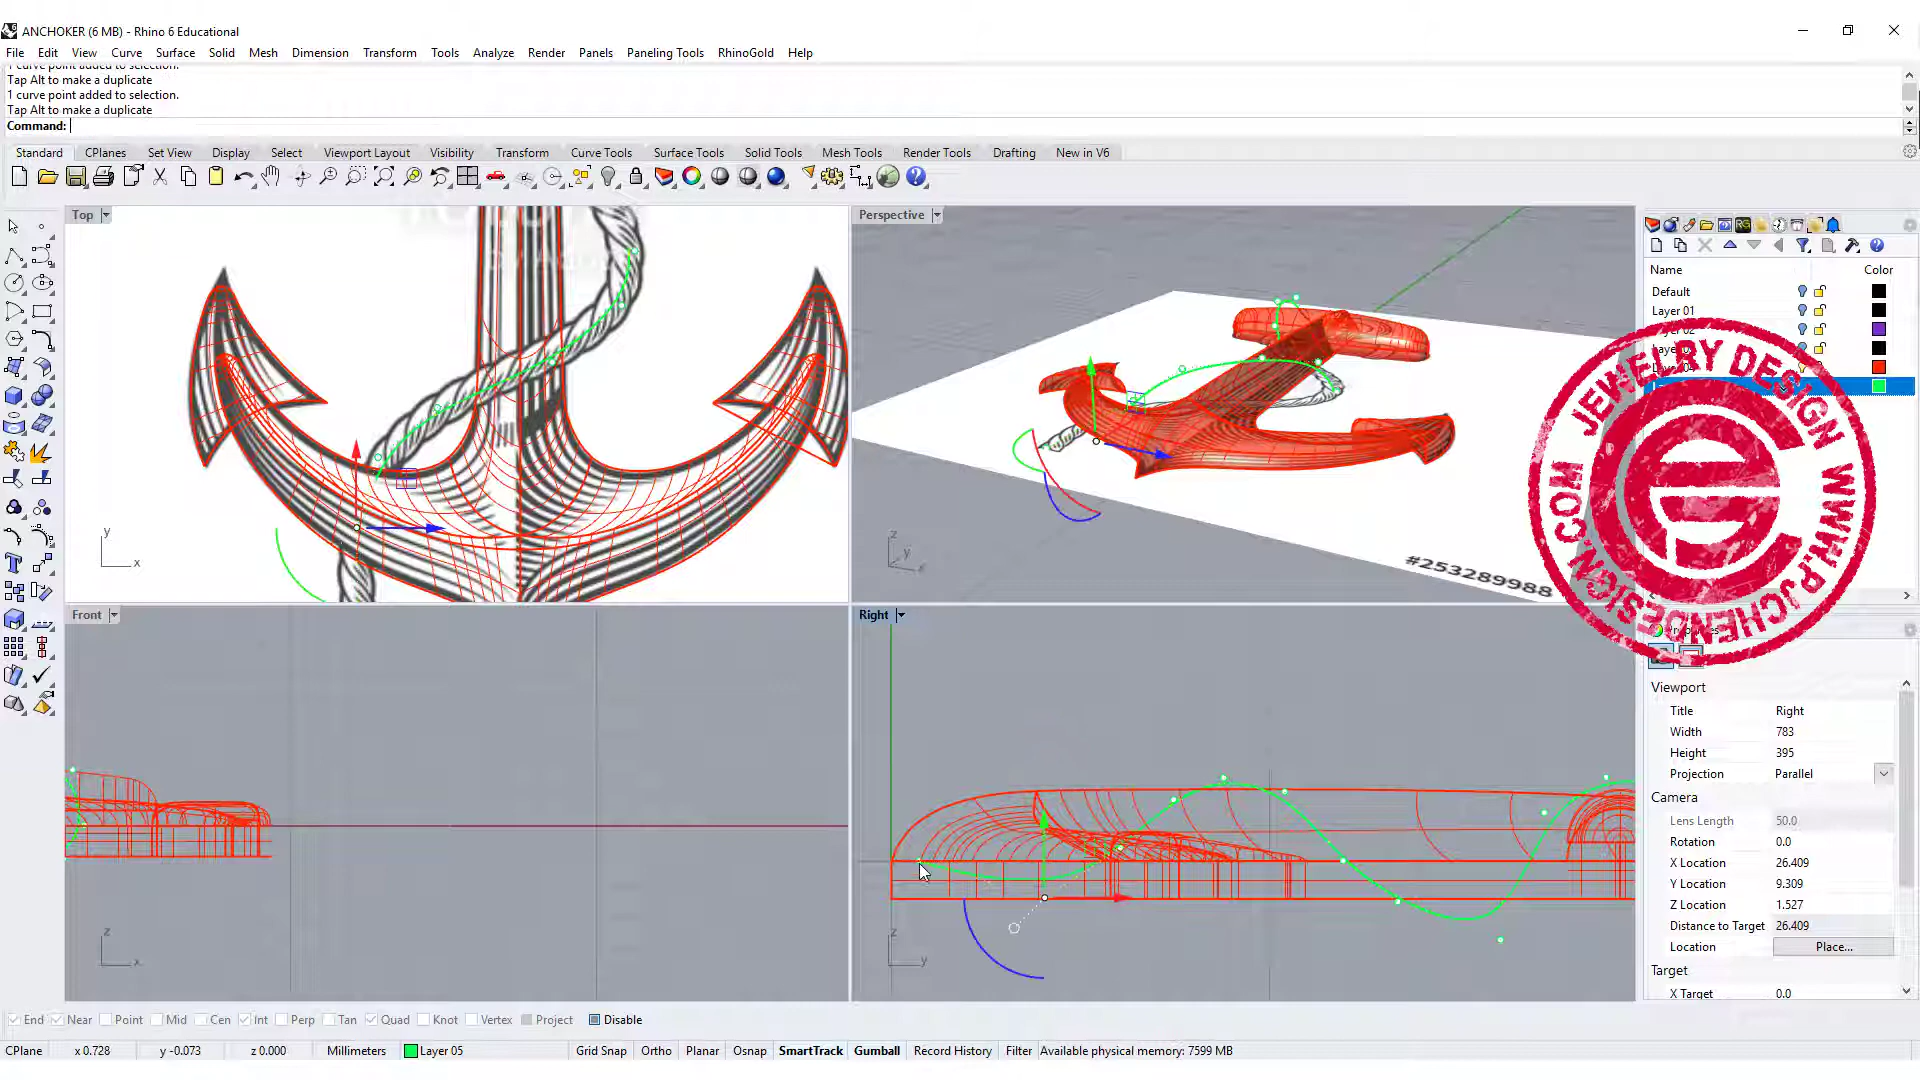 ANCHOKER (6 MB) - Rhino 6 Educational
File Edit View Curve Surface Solid Mesh Dimension Transform Tools Analyze Render Panels Paneling Tools RhinoGold Help
1 curve point added to selection.
Tap Alt to make a duplicate
1 curve point added to selection.
Tap Alt to make a duplicate
Command:
Standard CPlanes Set View Display Select Viewport Layout Visibility Transform Curve Tools Surface Tools Solid Tools Mesh Tools Render Tools Drafting New in V6
Top
Perspective
Name Color
Default
Layer 01
Layer 02
JEWELRY DESIGN
WWW.PJCHENDESIGN.COM
#253289988
y
x
z
y
x
Front
Right
z
x
z
y
Viewport
Title Right
Width 783
Height 395
Projection Parallel
Camera
Lens Length 50.0
Rotation 0.0
X Location 26.409
Y Location 9.309
Z Location 1.527
Distance to Target 26.409
Location Place...
Target
X Target 0.0
End Near Point Mid Cen Int Perp Tan Quad Knot Vertex Project Disable
CPlane x 0.728 y -0.073 z 0.000 Millimeters Layer 05 Grid Snap Ortho Planar Osnap SmartTrack Gumball Record History Filter Available physical memory: 7599 MB